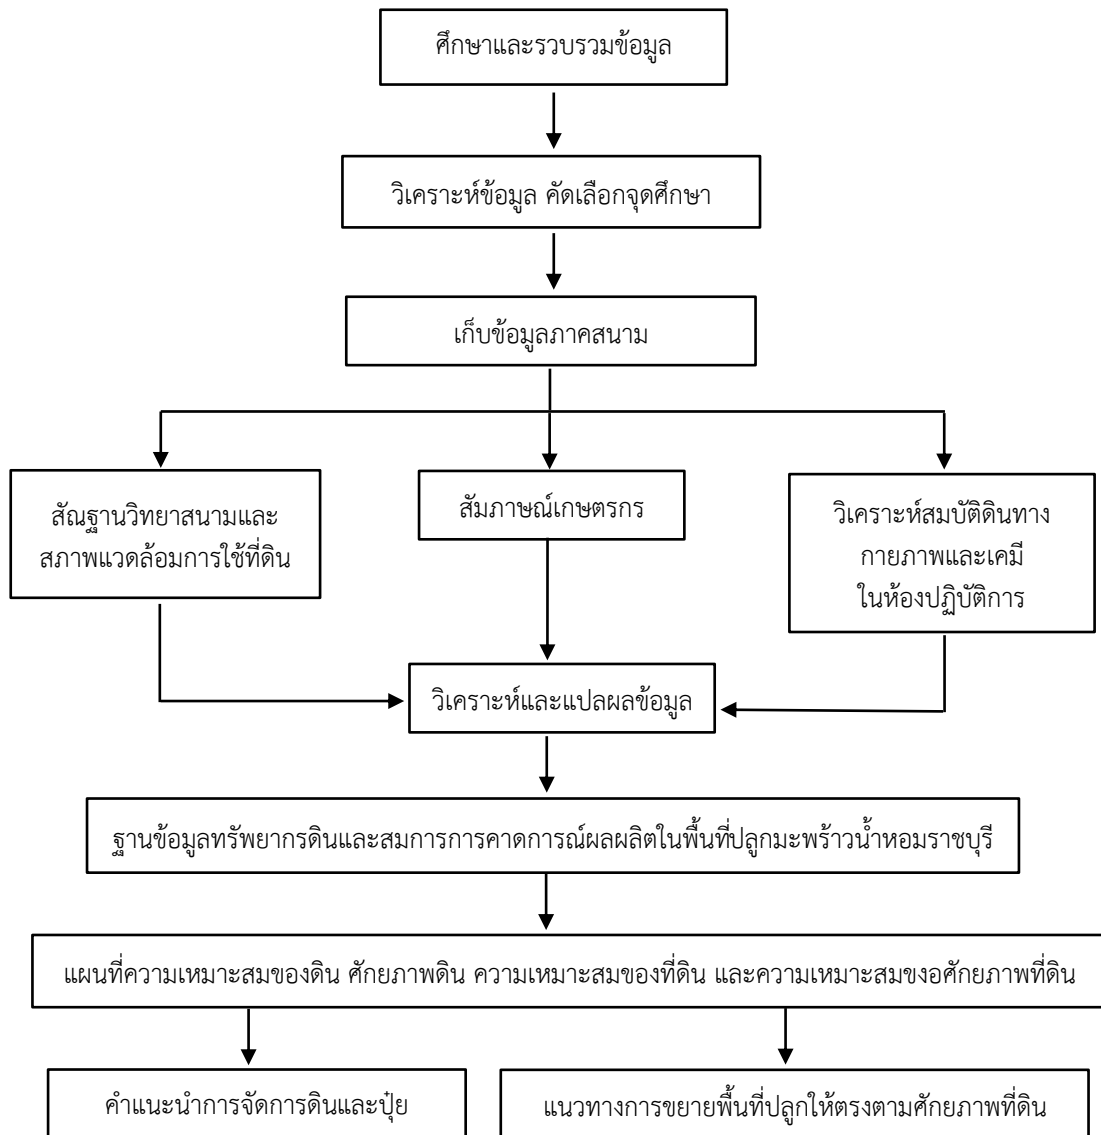 ศึกษาและรวบรวมข้อมูล
วิเคราะห์ข้อมูล คัดเลือกจุดศึกษา
เก็บข้อมูลภาคสนาม
สัณฐานวิทยาสนามและ
สภาพแวดล้อมการใช้ที่ดิน
สัมภาษณ์เกษตรกร
วิเคราะห์สมบัติดินทาง
กายภาพและเคมี
ในห้องปฏิบัติการ
วิเคราะห์และแปลผลข้อมูล
ฐานข้อมูลทรัพยากรดินและสมการการคาดการณ์ผลผลิตในพื้นที่ปลูกมะพร้าวน้ำหอมราชบุรี
แผนที่ความเหมาะสมของดิน ศักยภาพดิน ความเหมาะสมของที่ดิน และความเหมาะสมขงอศักยภาพที่ดิน
คำแนะนำการจัดการดินและปุ๋ย
แนวทางการขยายพื้นที่ปลูกให้ตรงตามศักยภาพที่ดิน